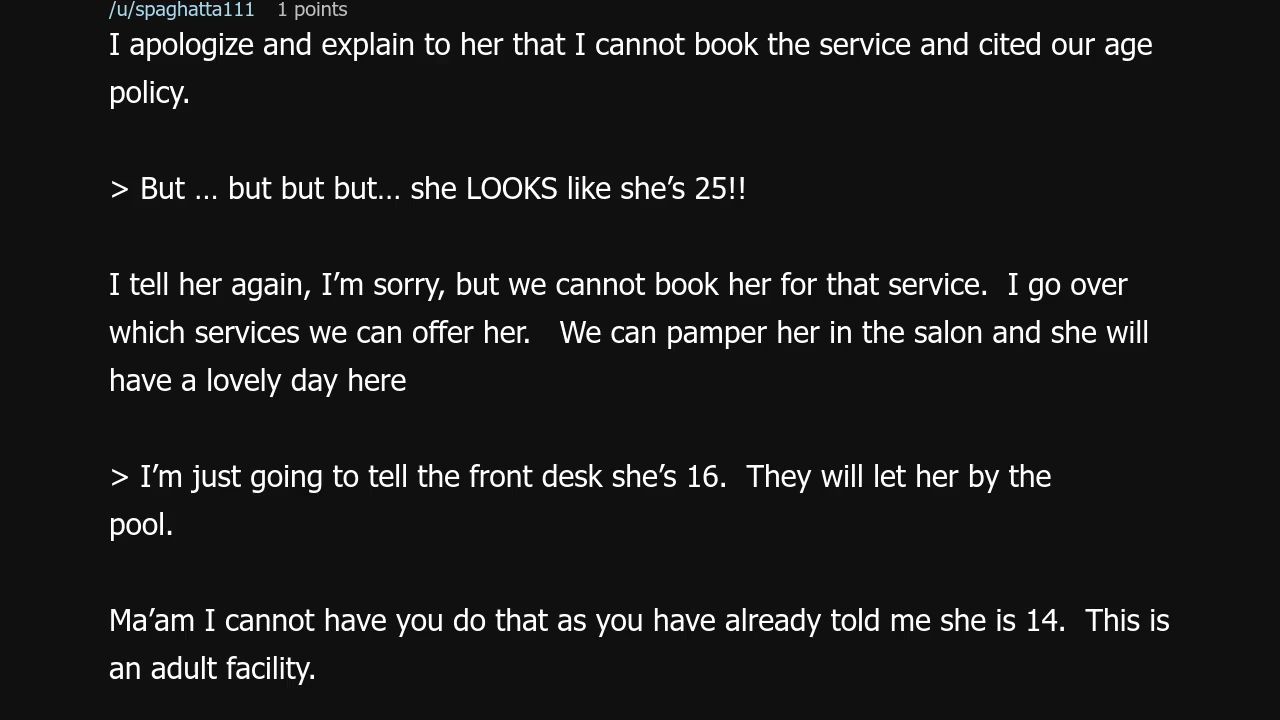 /u/spaghatta111 1 points
I apologize and explain to her that I cannot book the service and cited our age
policy.
> But … but but but… she LOOKS like she’s 25!!
I tell her again, I’m sorry, but we cannot book her for that service.  I go over
which services we can offer her.   We can pamper her in the salon and she will
have a lovely day here
> I’m just going to tell the front desk she’s 16.  They will let her by the
pool.
Ma’am I cannot have you do that as you have already told me she is 14.  This is
an adult facility.